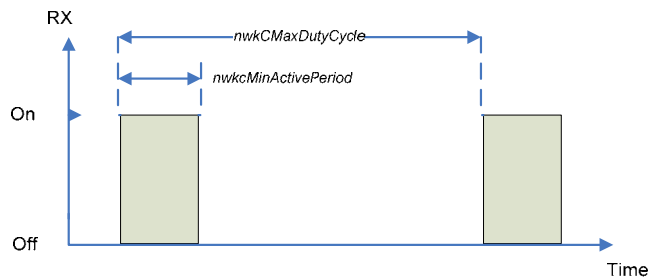 RX
nwkCMaxDutyCycle
nwkcMinActivePeriod
On
Off
Time